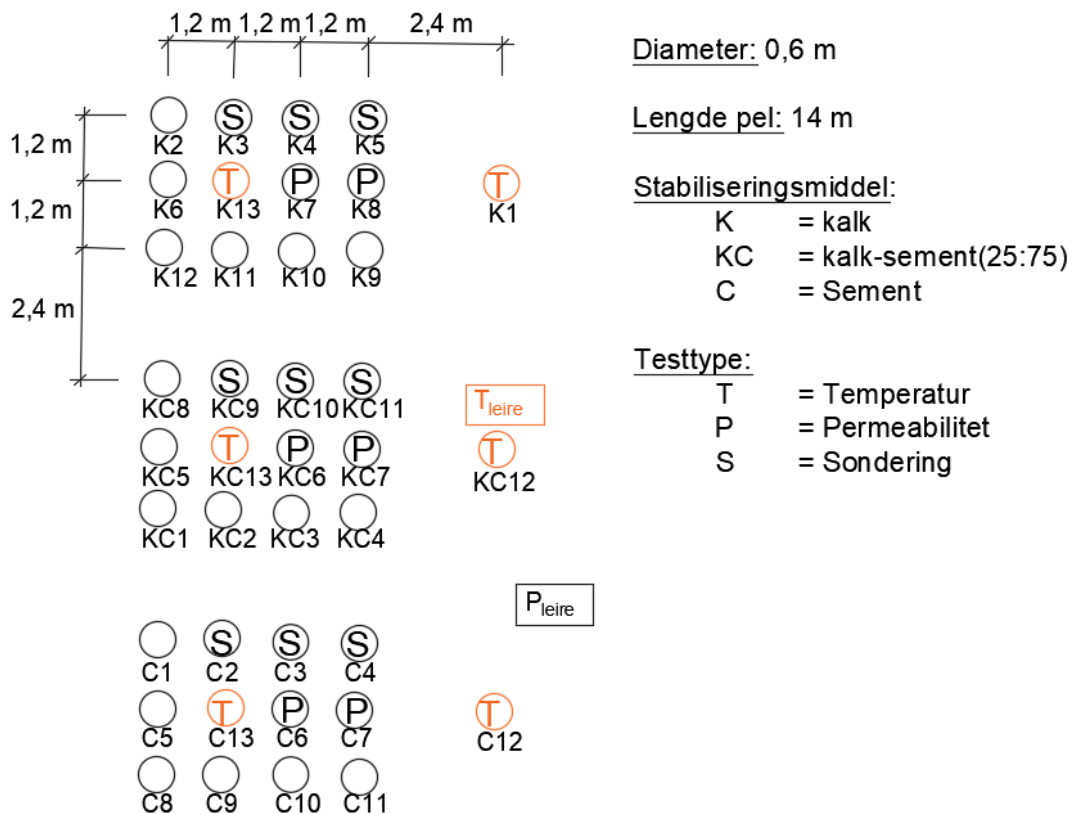 1,2 m 1,2 m 1,2 m 2,4 m
Diameter: 0,6 m
Lengde pel: 14 m
Stabiliseringsmiddel:
K = kalk
KC = kalk-sement(25:75)
C = Sement
Testtype:
T = Temperatur
P = Permeabilitet
S = Sondering
1,2 m
1,2 m
2,4 m
S S S
K2 K3 K4 K5
T P P T
K6 K13 K7 K8 K1
K12 K11 K10 K9
S S S
KC8 KC9 KC10 KC11
Tleire
T P P T
KC5 KC13 KC6 KC7 KC12
KC1 KC2 KC3 KC4
Pleire
S S S
C1 C2 C3 C4
T P P T
C5 C13 C6 C7 C12
C8 C9 C10 C11